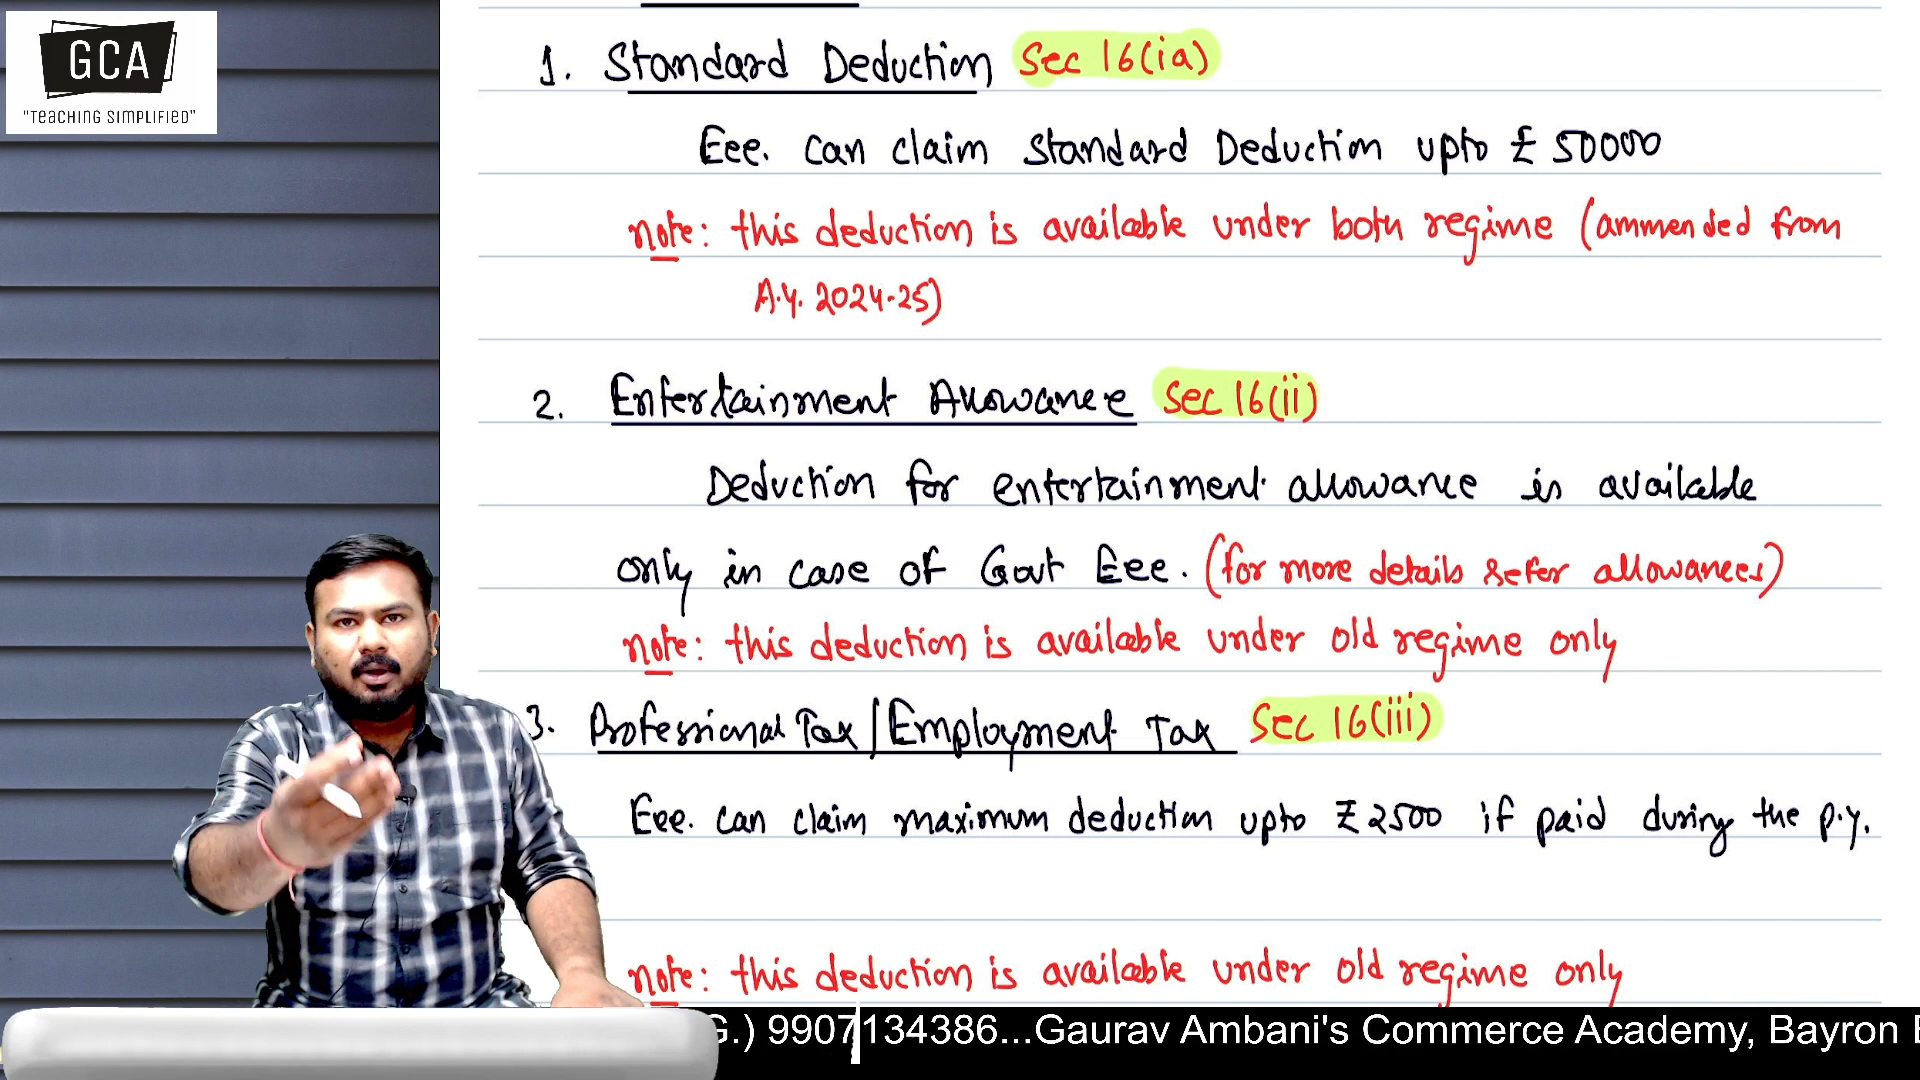 GCA
"TEACHING SIMPLIFIED"
1. Standard Deduction Sec 16(ia)
Eee. can claim standard Deduction upto ₹ 50000
note: this deduction is available under both regime (ammended from
A.Y. 2024-25)
2. Entertainment Allowance Sec 16(ii)
Deduction for entertainment allowance is available
only in case of Govt Eee. (for more details refer allowances)
note: this deduction is available under old regime only
3. Professional Tax/Employment Tax Sec 16(iii)
Eee. can claim maximum deduction upto ₹ 2500 if paid during the p.y.
note: this deduction is available under old regime only
G.) 9907134386...Gaurav Ambani's Commerce Academy, Bayron